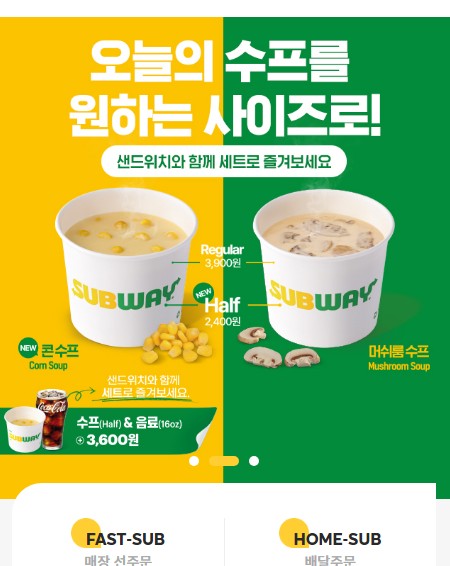 오늘의 수프를
원하는 사이즈로!
샌드위치와 함께 세트로 즐겨보세요
Regular
3,900원
SUBWAY
SUBWAY
NEW
Half
2,400원
NEW 콘수프
Corn Soup
머쉬룸 수프
Mushroom Soup
샌드위치와 함께
세트로 즐겨보세요.
Coca-Cola
SUBWAY
수프(Half) & 음료(16oz)
+ 3,600원
FAST-SUB
HOME-SUB
매장 선주문
배달주문